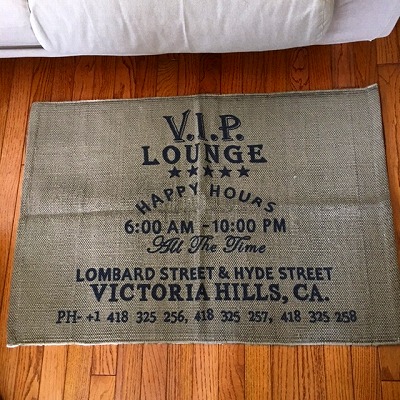 V.I.P.
LOUNGE
★★★★★
HAPPY HOURS
6:00 AM -10:00 PM
All The Time
LOMBARD STREET & HYDE STREET
VICTORIA HILLS, CA.
PH- +1 418 325 256, 418 325 257, 418 325 258